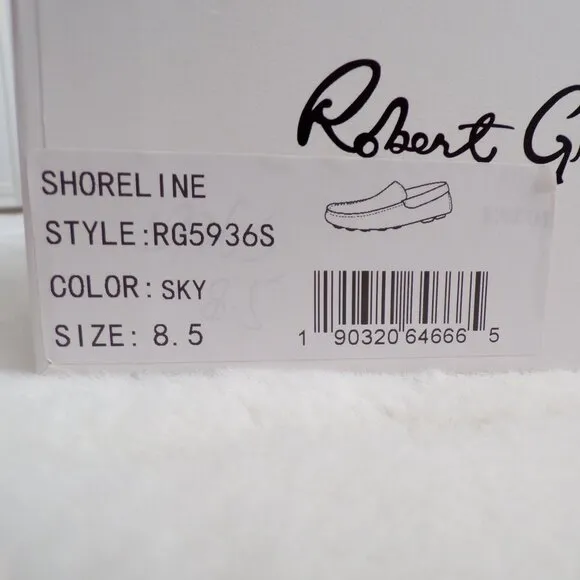 Robert G
SHORELINE
STYLE:RG5936S
COLOR: SKY
SIZE: 8.5
1 90320 64666 5